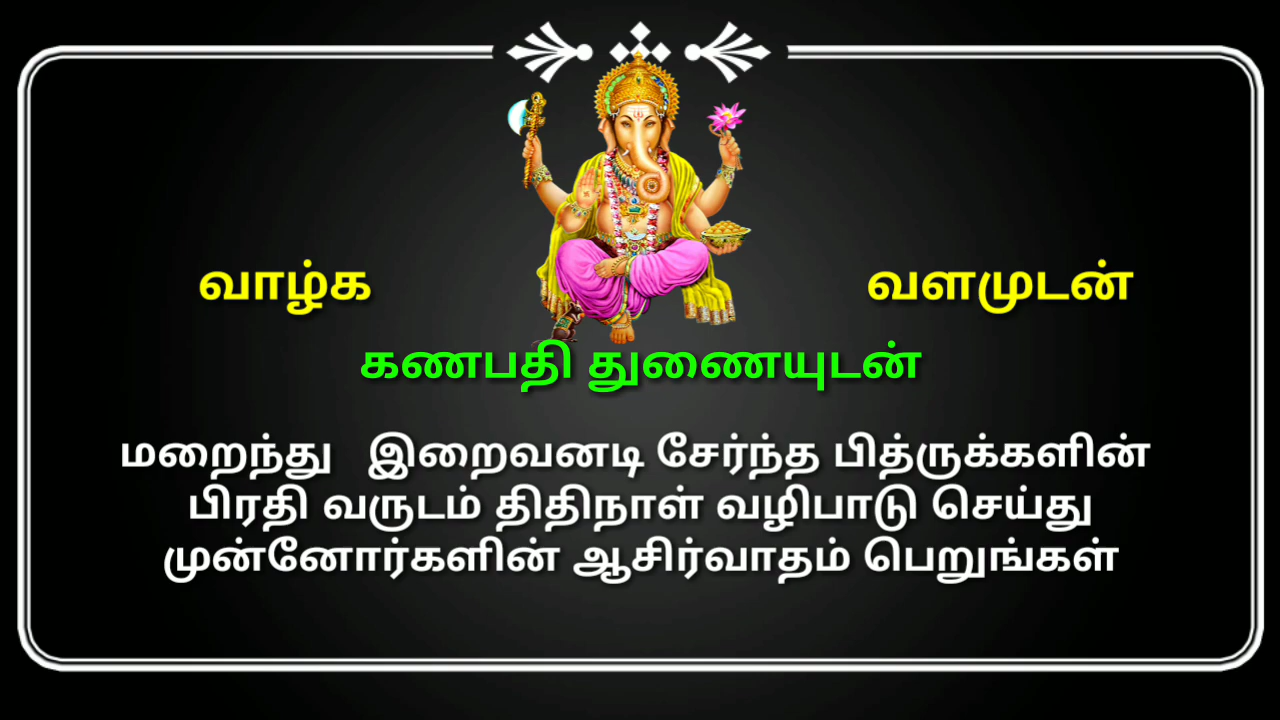 வாழ்க வளமுடன்
கணபதி துணையுடன்
மறைந்து இறைவனடி சேர்ந்த பித்ருக்களின்
பிரதி வருடம் திதிநாள் வழிபாடு செய்து
முன்னோர்களின் ஆசிர்வாதம் பெறுங்கள்